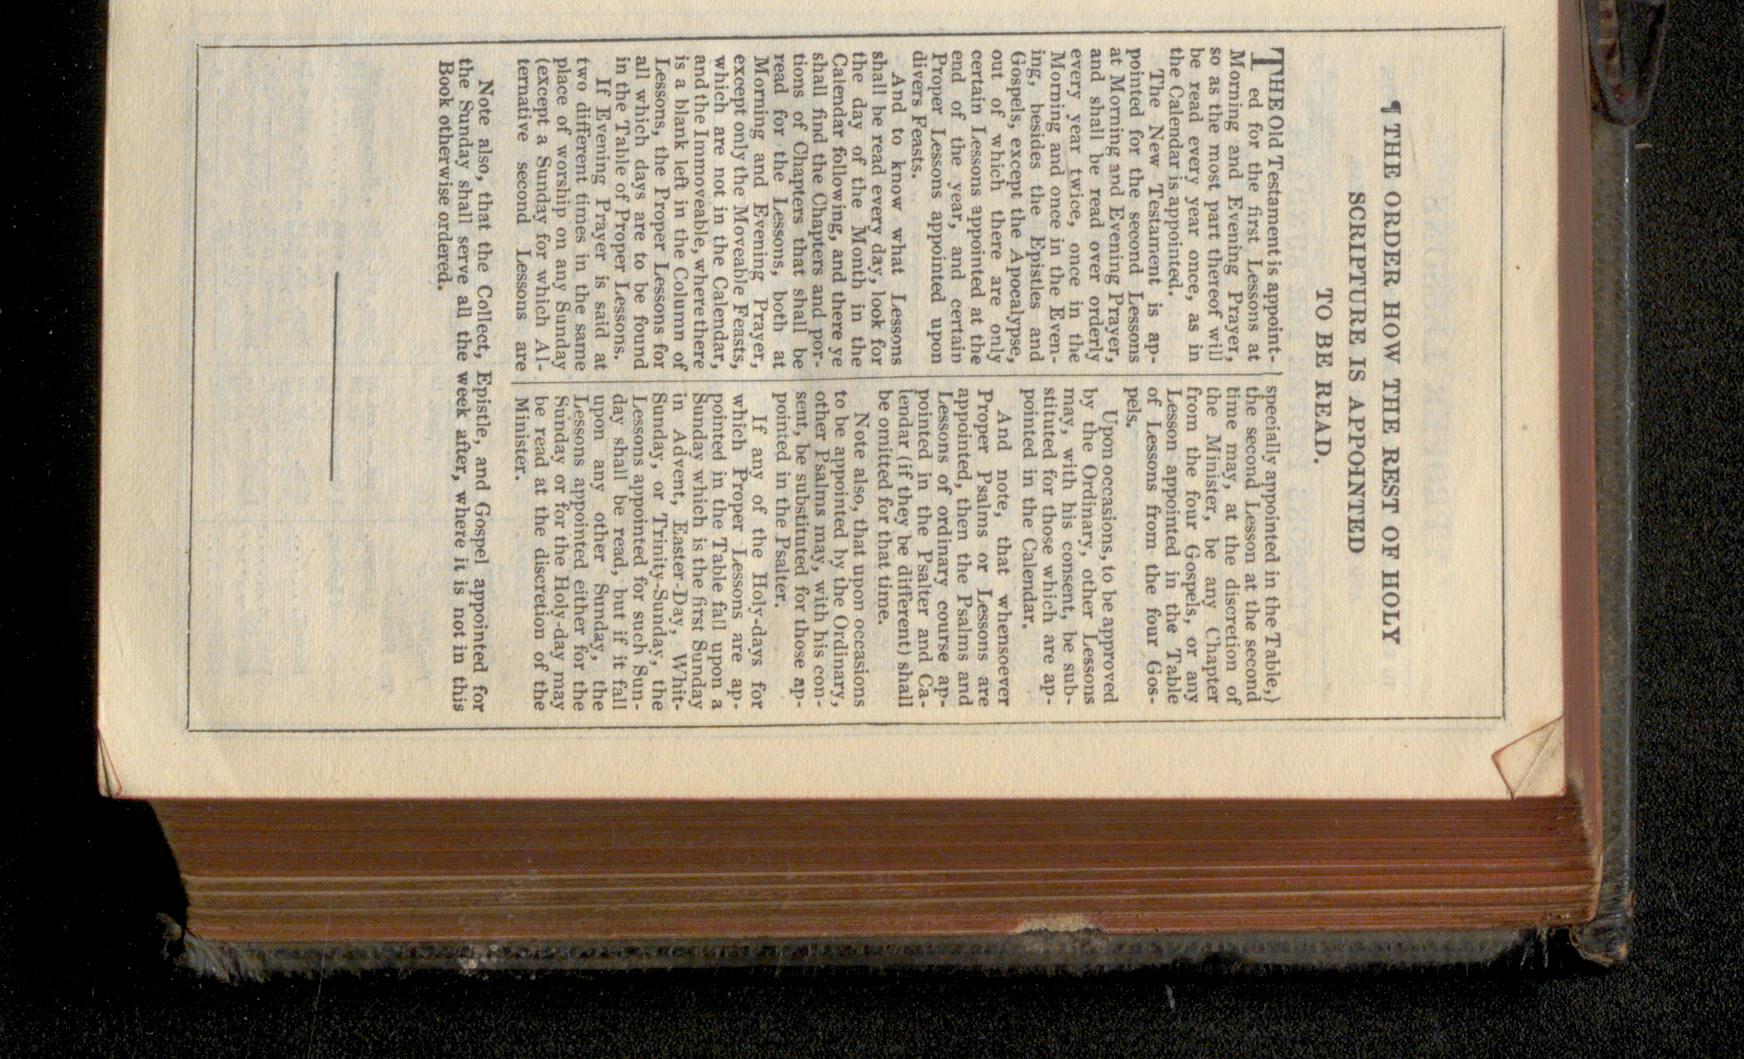 ¶ THE ORDER HOW THE REST OF HOLY
SCRIPTURE IS APPOINTED
TO BE READ.
THE Old Testament is appoint-
ed for the first Lessons at
Morning and Evening Prayer,
so as the most part thereof will
be read every year once, as in
the Calendar is appointed.
The New Testament is ap-
pointed for the second Lessons
at Morning and Evening Prayer,
and shall be read over orderly
every year twice, once in the
Morning and once in the Even-
ing, besides the Epistles and
Gospels, except the Apocalypse,
out of which there are only
certain Lessons appointed at the
end of the year, and certain
Proper Lessons appointed upon
divers Feasts.
And to know what Lessons
shall be read every day, look for
the day of the Month in the
Calendar following, and there ye
shall find the Chapters and por-
tions of Chapters that shall be
read for the Lessons, both at
Morning and Evening Prayer,
except only the Moveable Feasts,
which are not in the Calendar,
and the Immoveable, where there
is a blank left in the Column of
Lessons, the Proper Lessons for
all which days are to be found
in the Table of Proper Lessons.
If Evening Prayer is said at
two different times in the same
place of worship on any Sunday
(except a Sunday for which Al-
ternative second Lessons are
specially appointed in the Table,)
the second Lesson at the second
time may, at the discretion of
the Minister, be any Chapter
from the four Gospels, or any
Lesson appointed in the Table
of Lessons from the four Gos-
pels.
Upon occasions, to be approved
by the Ordinary, other Lessons
may, with his consent, be sub-
stituted for those which are ap-
pointed in the Calendar.
And note, that whensoever
Proper Psalms or Lessons are
appointed, then the Psalms and
Lessons of ordinary course ap-
pointed in the Psalter and Ca-
lendar (if they be different) shall
be omitted for that time.
Note also, that upon occasions
to be appointed by the Ordinary,
other Psalms may, with his con-
sent, be substituted for those ap-
pointed in the Psalter.
If any of the Holy-days for
which Proper Lessons are ap-
pointed in the Table fall upon a
Sunday which is the first Sunday
in Advent, Easter-Day, Whit-
Sunday, or Trinity-Sunday, the
Lessons appointed for such Sun-
day shall be read, but if it fall
upon any other Sunday, the
Lessons appointed either for the
Sunday or for the Holy-day may
be read at the discretion of the
Minister.
Note also, that the Collect, Epistle, and Gospel appointed for
the Sunday shall serve all the week after, where it is not in this
Book otherwise ordered.